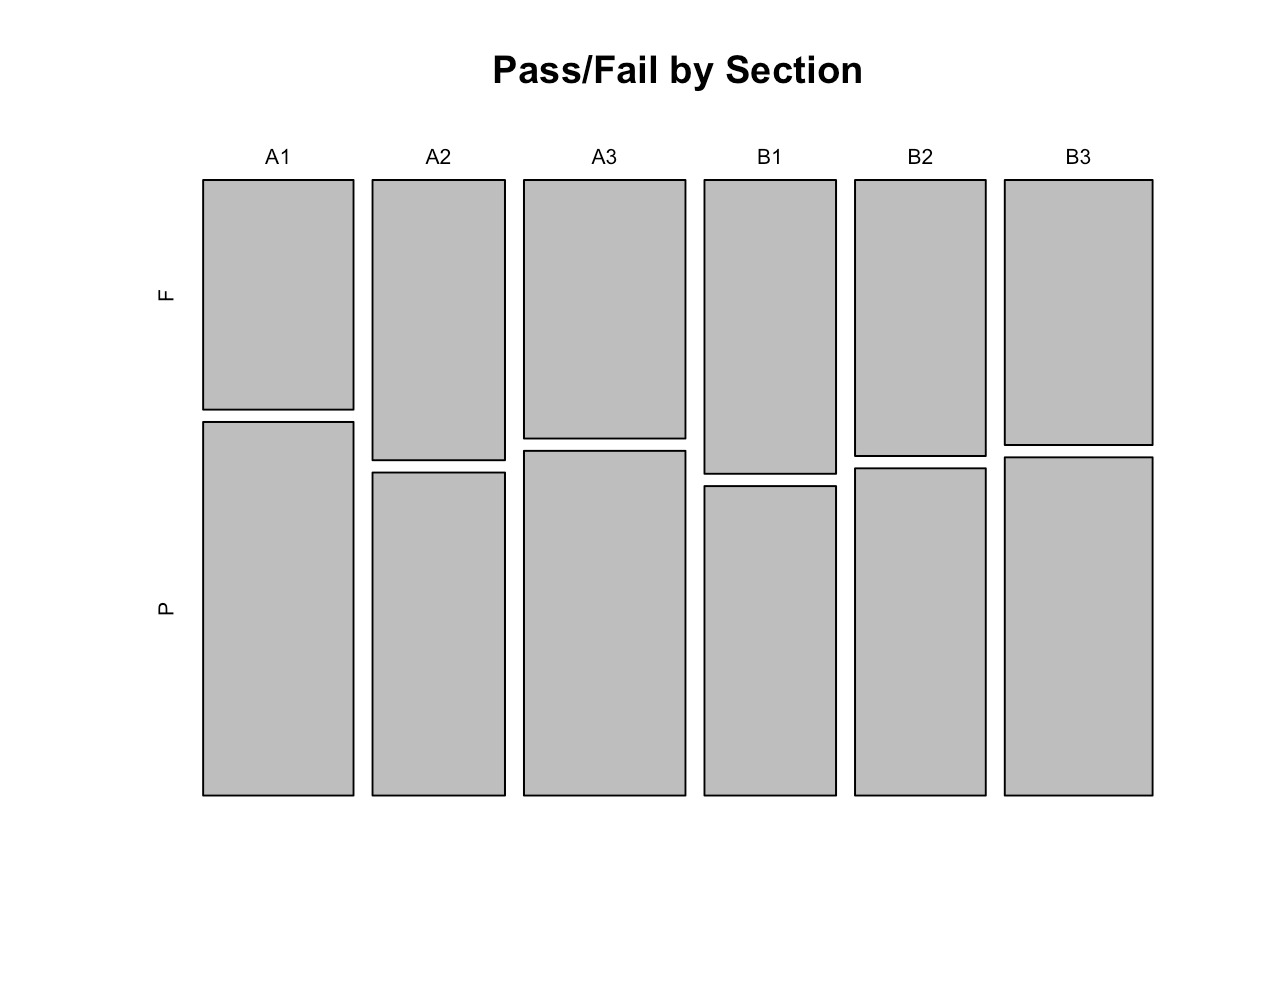 Pass/Fail by Section
A1 A2 A3 B1 B2 B3
F
P